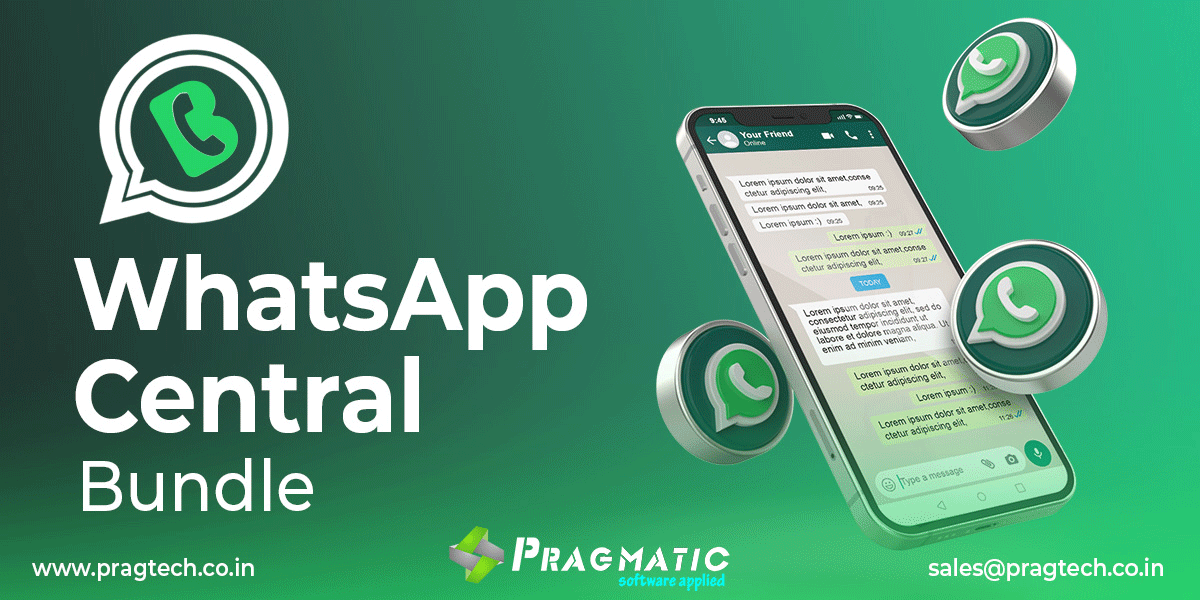 WhatsApp
Central
Bundle
9:45
Your Friend
Online
Lorem ipsum dolor sit amet,conse
ctetur adipiscing elit,
09:25
Lorem ipsum dolor sit amet,
09:25
Lorem ipsum :)
09:25
Lorem ipsum :)
09:27
Lorem ipsum dolor sit amet,conse
ctetur adipiscing elit,
09:27
TODAY
Lorem ipsum dolor sit amet,
consectetur adipiscing elit, sed do
eiusmod tempor incididunt ut
labore et dolore magna aliqua. Ut
enim ad minim veniam,
Lorem ipsum dolor sit amet,conse
ctetur adipiscing elit,
Lorem ipsum :)
Lorem ipsum dolor sit amet,conse
ctetur adipiscing elit,
11:25
Type a message
www.pragtech.co.in
PRAGMATIC
software applied
sales@pragtech.co.in